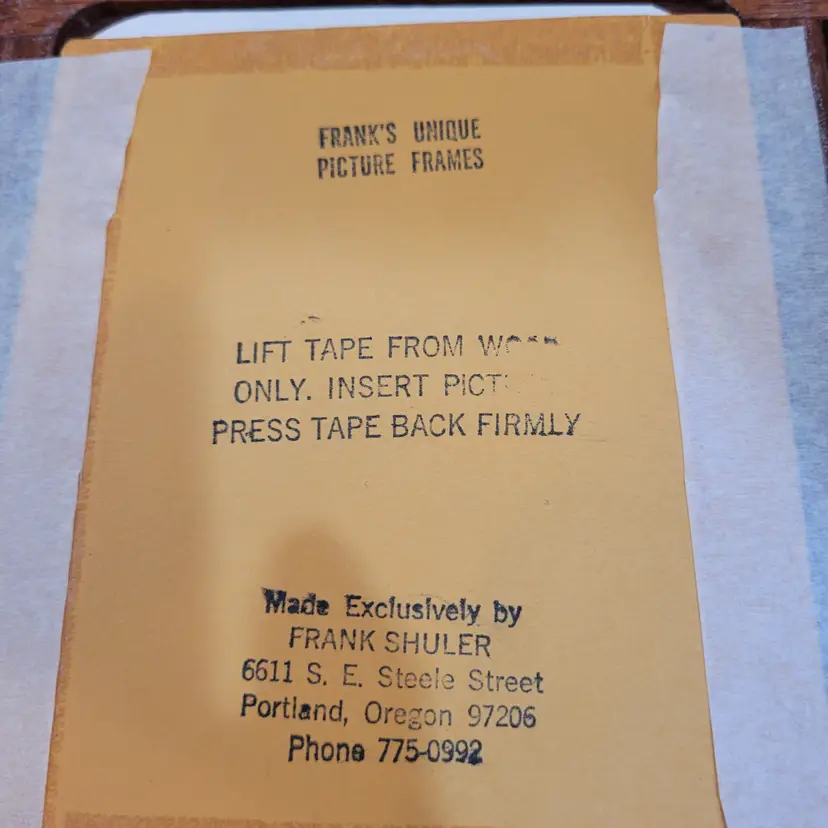 FRANK'S UNIQUE
PICTURE FRAMES
LIFT TAPE FROM
ONLY. INSERT
PRESS TAPE BACK FIRMLY
Made Exclusively by
FRANK SHULER
6611 S. E. Steele Street
Portland, Oregon 97206
Phone 775-0992